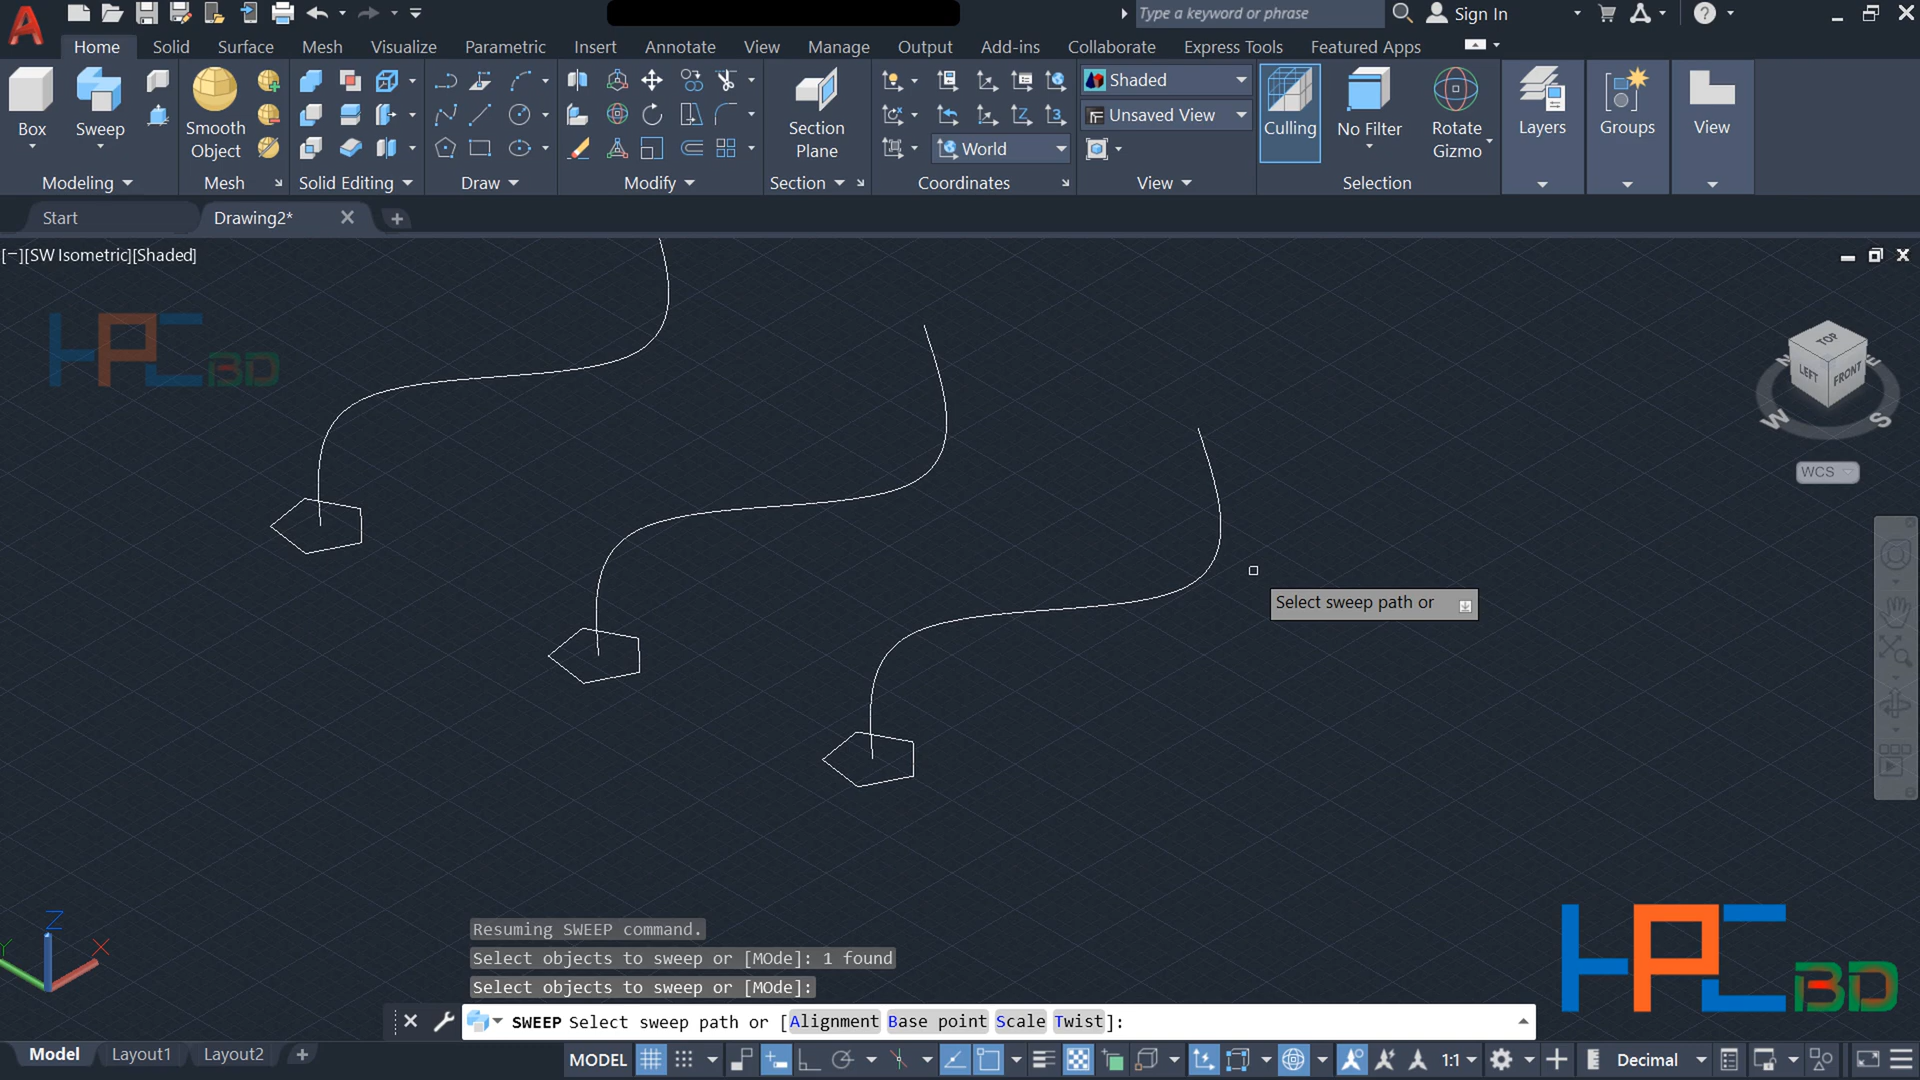 Type a keyword or phrase
Sign In
Home Solid Surface Mesh Visualize Parametric Insert Annotate View Manage Output Add-ins Collaborate Express Tools Featured Apps
Box
Sweep
Smooth
Object
Section
Plane
World
Shaded
Unsaved View
Culling
No Filter
Rotate
Gizmo
Layers
Groups
View
Modeling
Mesh
Solid Editing
Draw
Modify
Section
Coordinates
View
Selection
Start
Drawing2*
[−][SW Isometric][Shaded]
HPC BD
TOP
LEFT
FRONT
N
E
W
S
WCS
Select sweep path or
Z
Y
X
Resuming SWEEP command.
Select objects to sweep or [MOde]: 1 found
Select objects to sweep or [MOde]:
SWEEP Select sweep path or [Alignment Base point Scale Twist]:
HPC BD
Model
Layout1
Layout2
MODEL
1:1
Decimal